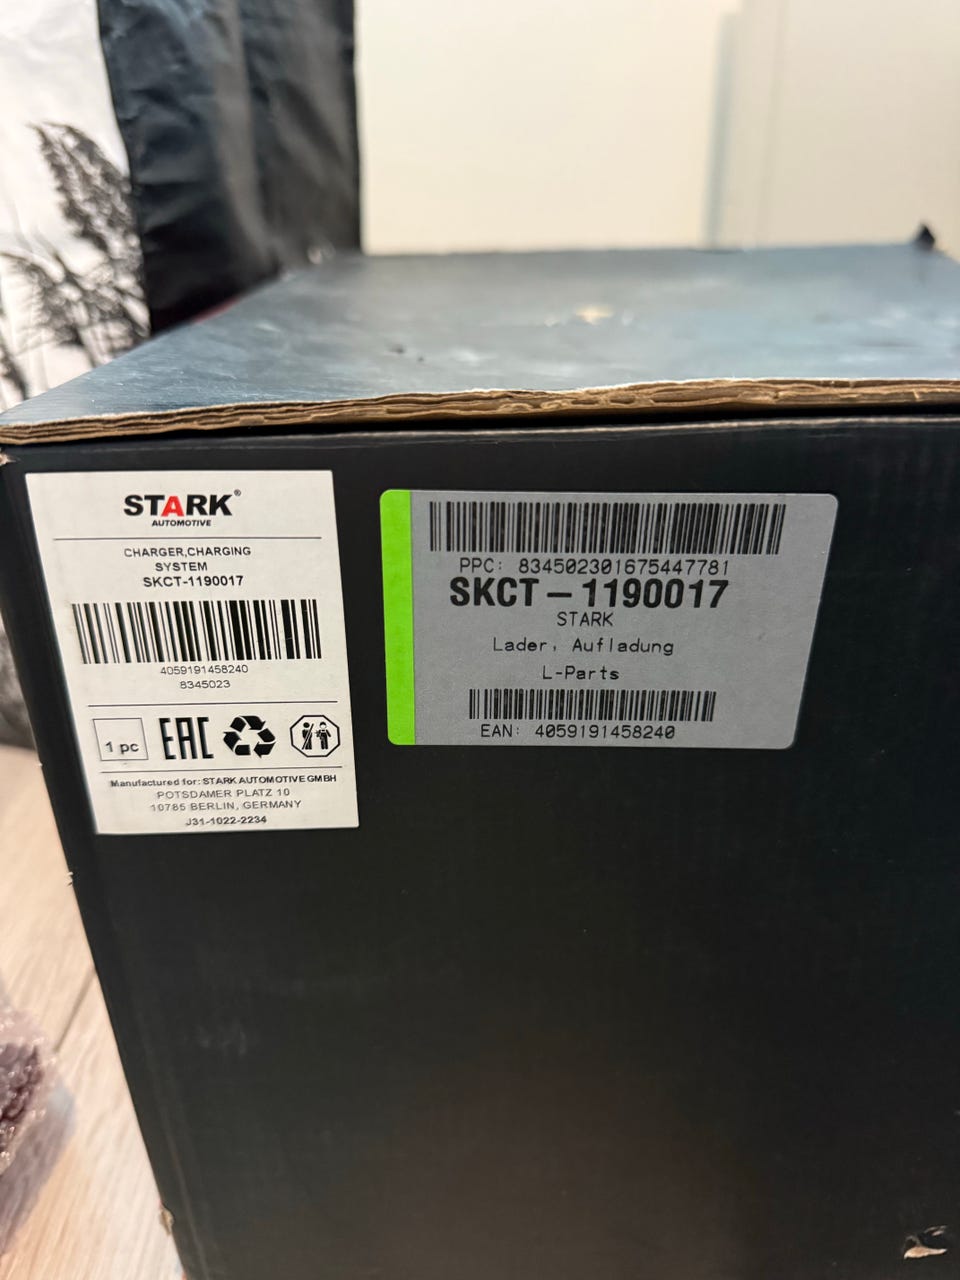 STARK®
AUTOMOTIVE
CHARGER,CHARGING
SYSTEM
SKCT-1190017
4059191458240
8345023
1 pc
EAC
Manufactured for: STARK AUTOMOTIVE GMBH
POTSDAMER PLATZ 10
10785 BERLIN, GERMANY
J31-1022-2234
PPC: 834502301675447781
SKCT-1190017
STARK
Lader, Aufladung
L-Parts
EAN: 4059191458240